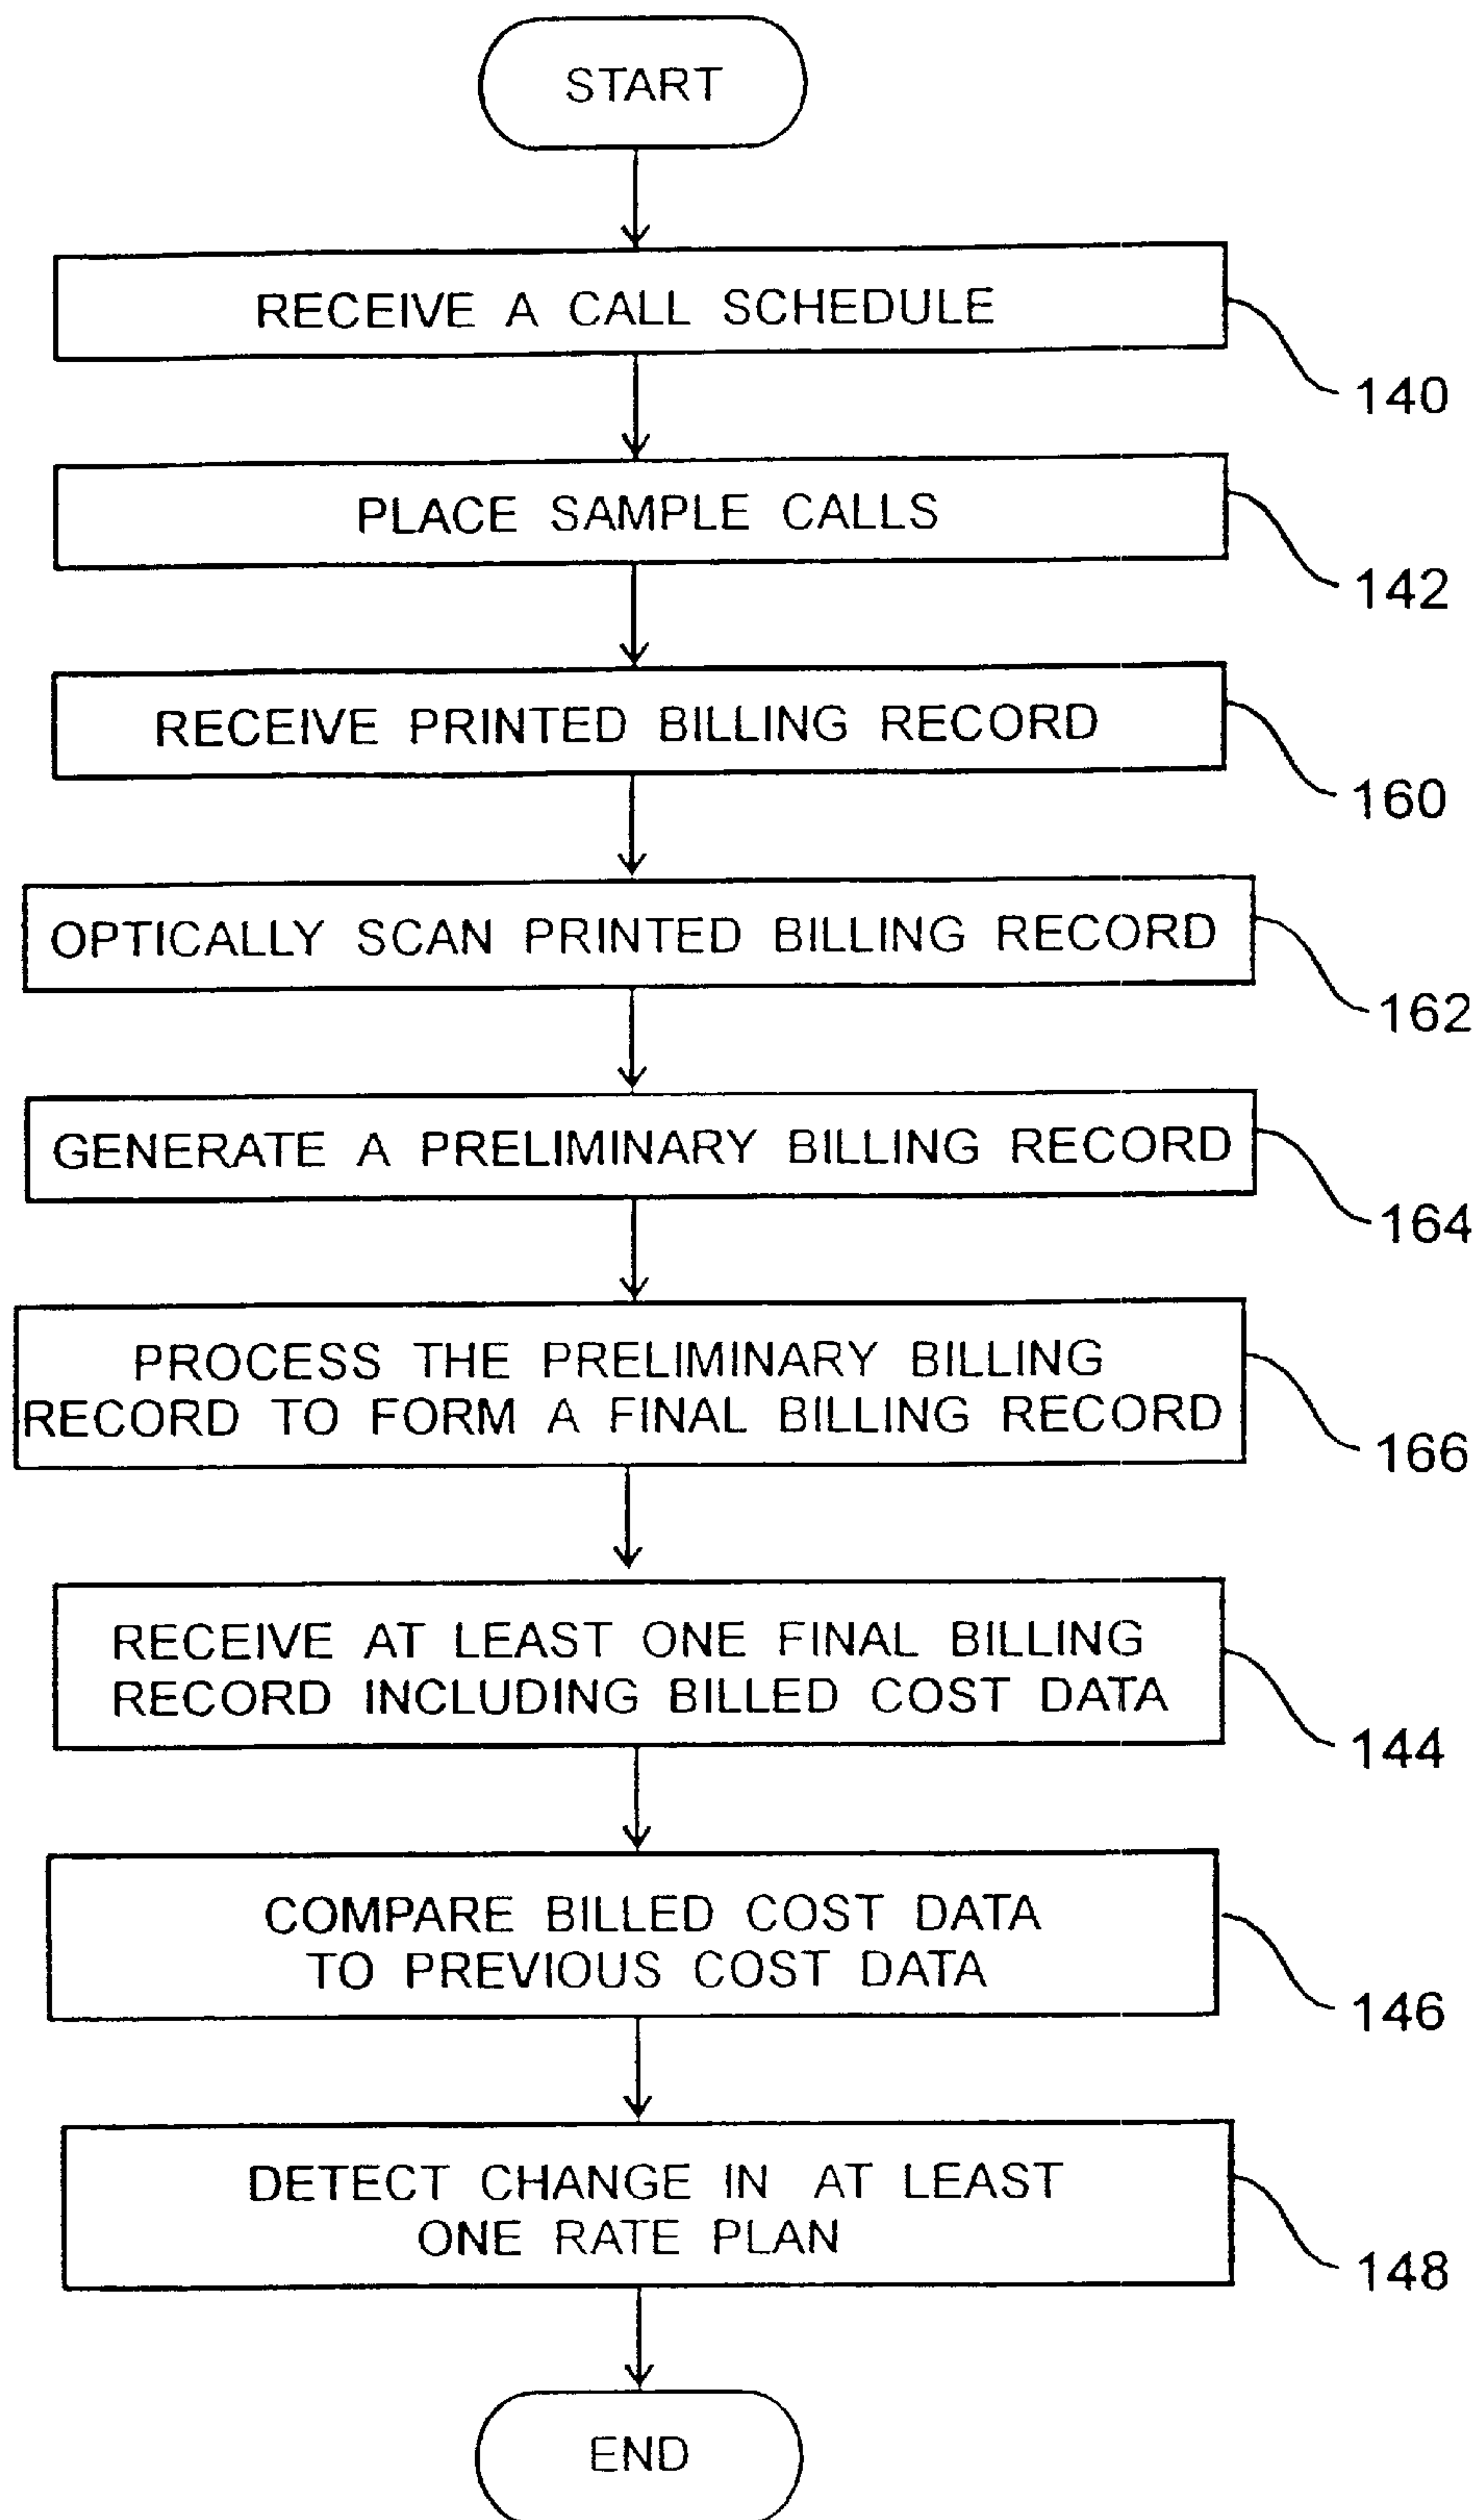 START
RECEIVE A CALL SCHEDULE
140
PLACE SAMPLE CALLS
142
RECEIVE PRINTED BILLING RECORD
160
OPTICALLY SCAN PRINTED BILLING RECORD
162
GENERATE A PRELIMINARY BILLING RECORD
164
PROCESS THE PRELIMINARY BILLING
RECORD TO FORM A FINAL BILLING RECORD
166
RECEIVE AT LEAST ONE FINAL BILLING
RECORD INCLUDING BILLED COST DATA
144
COMPARE BILLED COST DATA
TO PREVIOUS COST DATA
146
DETECT CHANGE IN AT LEAST
ONE RATE PLAN
148
END